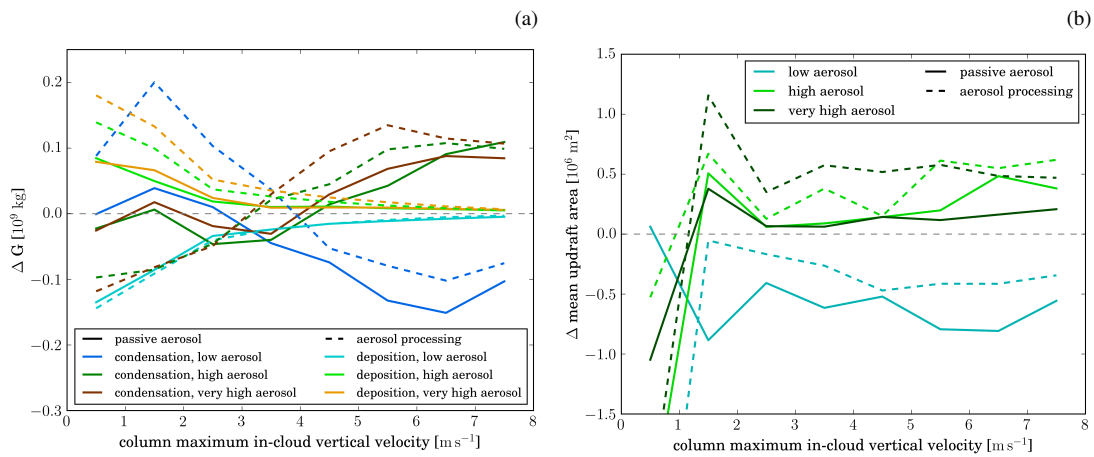 (a)
Δ G [10⁹ kg]
0.2
0.1
0.0
−0.1
−0.2
−0.3
passive aerosol
condensation, low aerosol
condensation, high aerosol
condensation, very high aerosol
aerosol processing
deposition, low aerosol
deposition, high aerosol
deposition, very high aerosol
0 1 2 3 4 5 6 7 8
column maximum in-cloud vertical velocity [m s⁻¹]
(b)
Δ mean updraft area [10⁶ m²]
1.5
1.0
0.5
0.0
−0.5
−1.0
−1.5
low aerosol
high aerosol
very high aerosol
passive aerosol
aerosol processing
0 1 2 3 4 5 6 7 8
column maximum in-cloud vertical velocity [m s⁻¹]